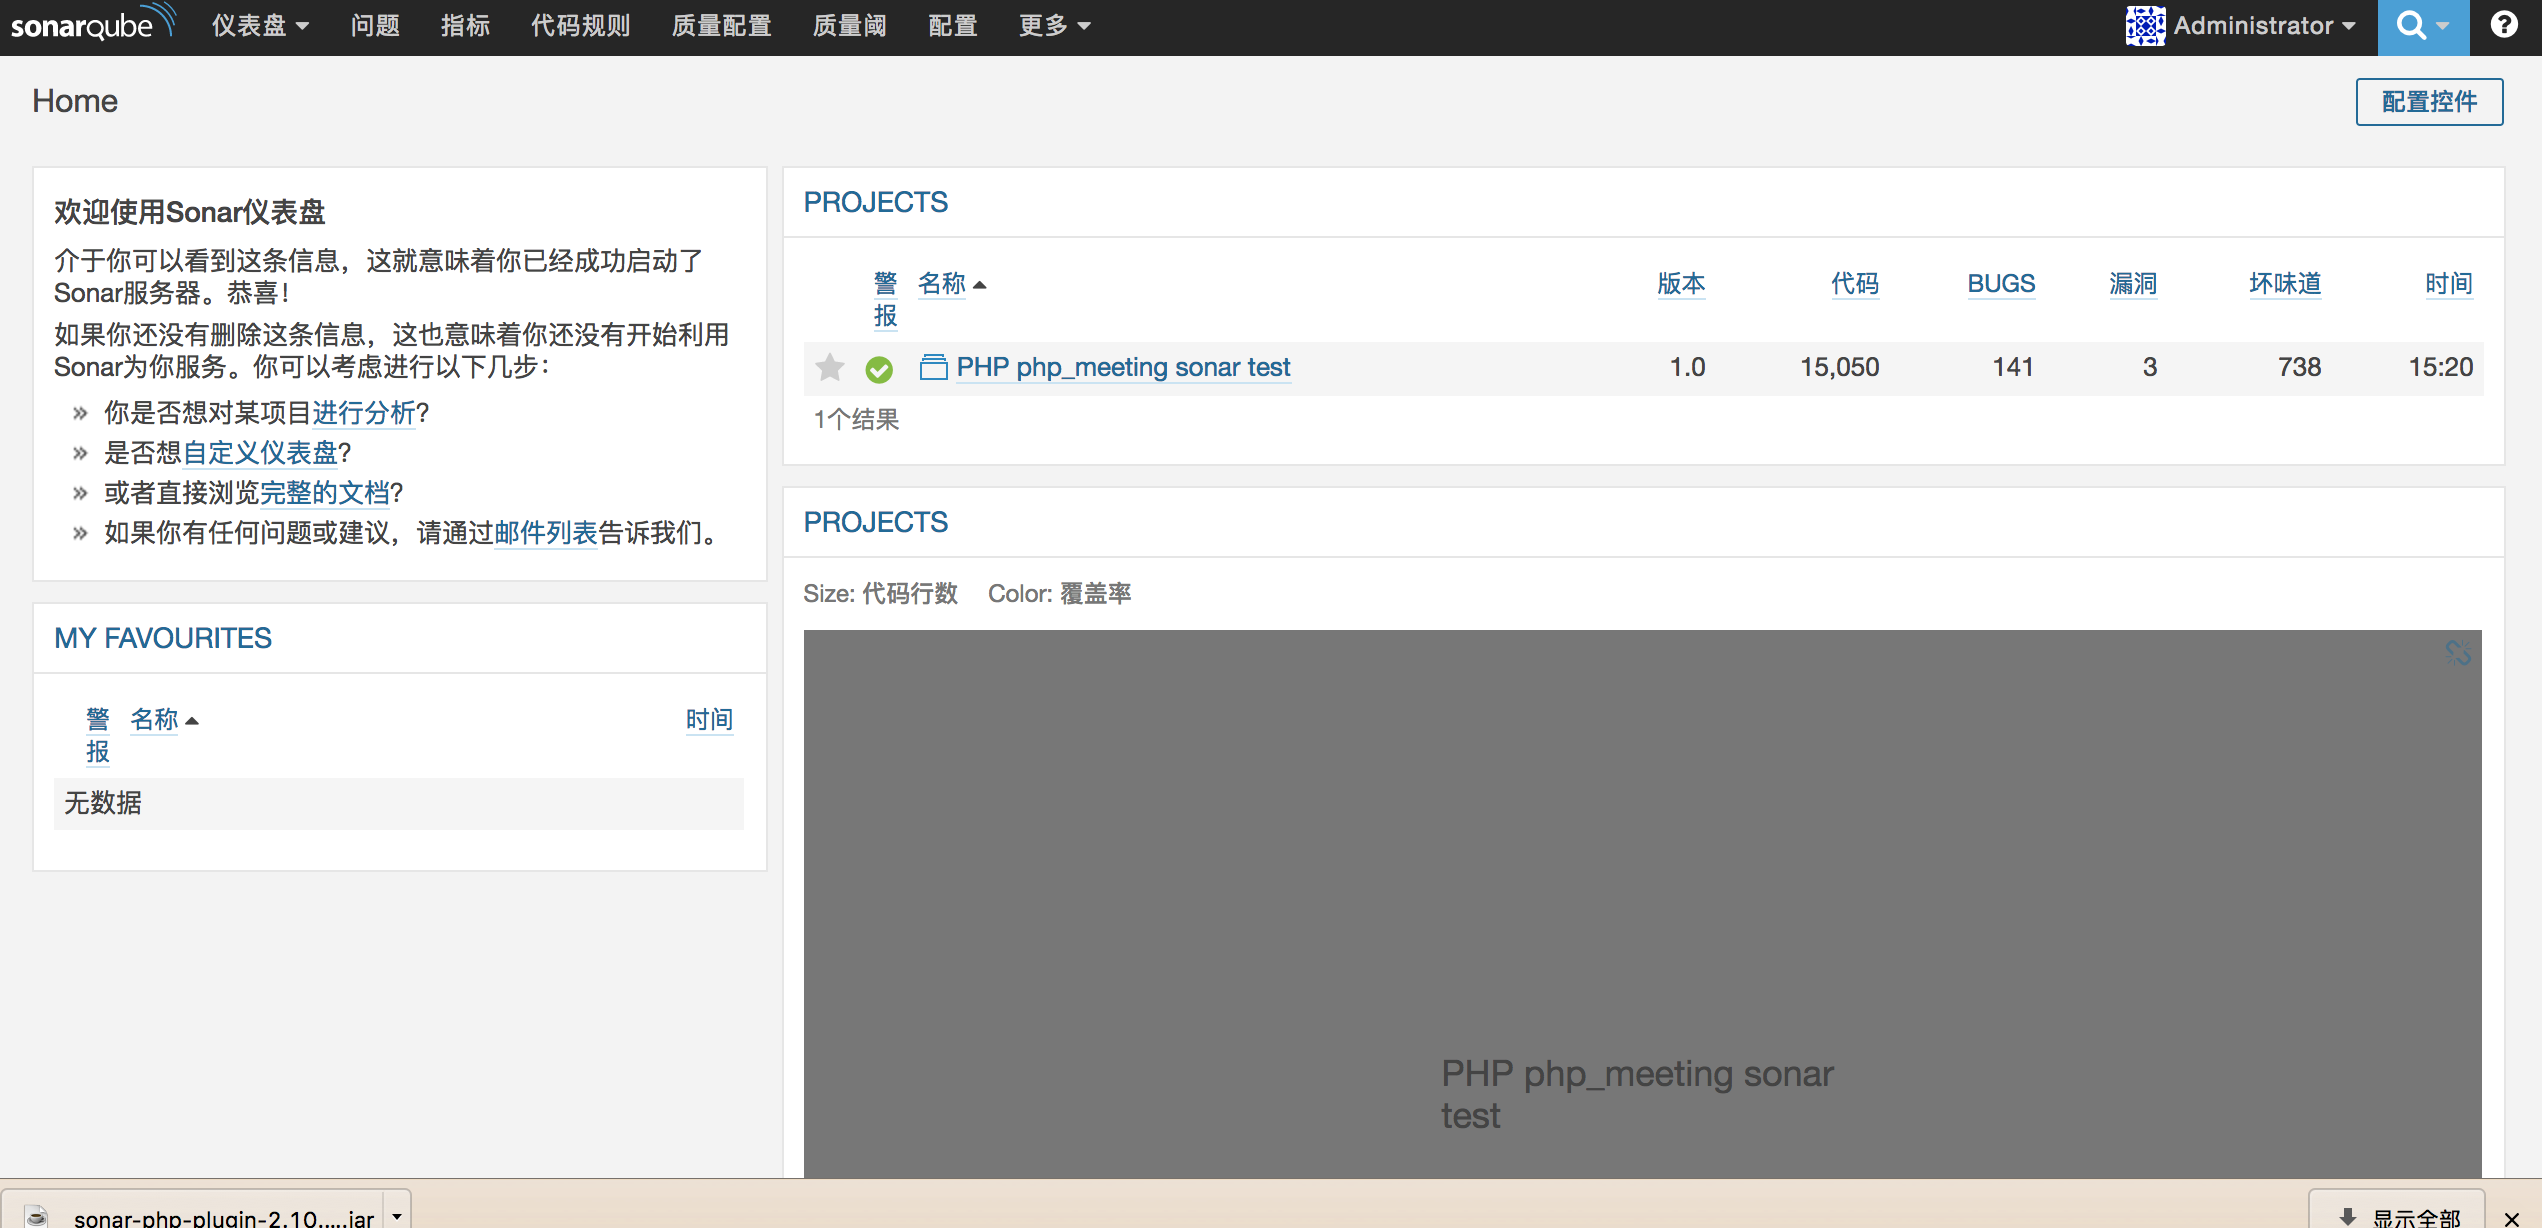 sonarqube 仪表盘 问题 指标 代码规则 质量配置 质量阈 配置 更多 Administrator
Home 配置控件
欢迎使用Sonar仪表盘
介于你可以看到这条信息，这就意味着你已经成功启动了
Sonar服务器。恭喜！
如果你还没有删除这条信息，这也意味着你还没有开始利用
Sonar为你服务。你可以考虑进行以下几步：
» 你是否想对某项目进行分析?
» 是否想自定义仪表盘?
» 或者直接浏览完整的文档?
» 如果你有任何问题或建议，请通过邮件列表告诉我们。
MY FAVOURITES
警报 名称 时间
无数据
PROJECTS
警报 名称 版本 代码 BUGS 漏洞 坏味道 时间
PHP php_meeting sonar test 1.0 15,050 141 3 738 15:20
1个结果
PROJECTS
Size: 代码行数 Color: 覆盖率
PHP php_meeting sonar
test
sonar-php-plugin-2.10.....jar 显示全部